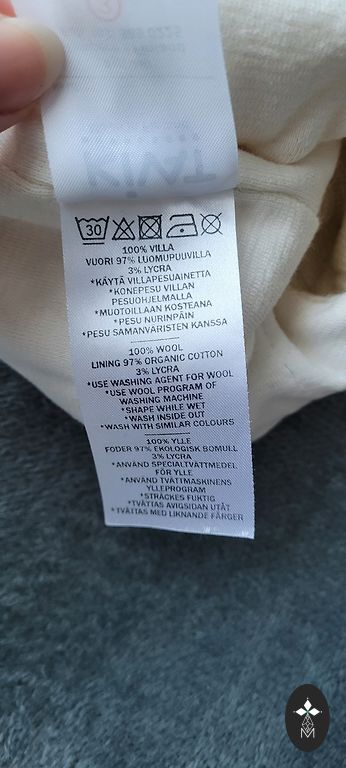 KiVAT
30
100% VILLA
VUORI 97% LUOMUPUUVILLA
3% LYCRA
*KÄYTÄ VILLAPESUAINETTA
*KONEPESU VILLAN
PESUOHJELMALLA
*MUOTOILLAAN KOSTEANA
*PESU NURINPÄIN
*PESU SAMANVÄRISTEN KANSSA
100% WOOL
LINING 97% ORGANIC COTTON
3% LYCRA
*USE WASHING AGENT FOR WOOL
*USE WOOL PROGRAM OF
WASHING MACHINE
*SHAPE WHILE WET
*WASH INSIDE OUT
*WASH WITH SIMILAR COLOURS
100% YLLE
FODER 97% EKOLOGISK BOMULL
3% LYCRA
*ANVÄND SPECIALTVÄTTMEDEL
FÖR YLLE
*ANVÄND TVÄTTMASKINENS
YLLEPROGRAM
*STRÄCKES FUKTIG
*TVÄTTAS AVIGSIDAN UTÅT
*TVÄTTAS MED LIKNANDE FÄRGER